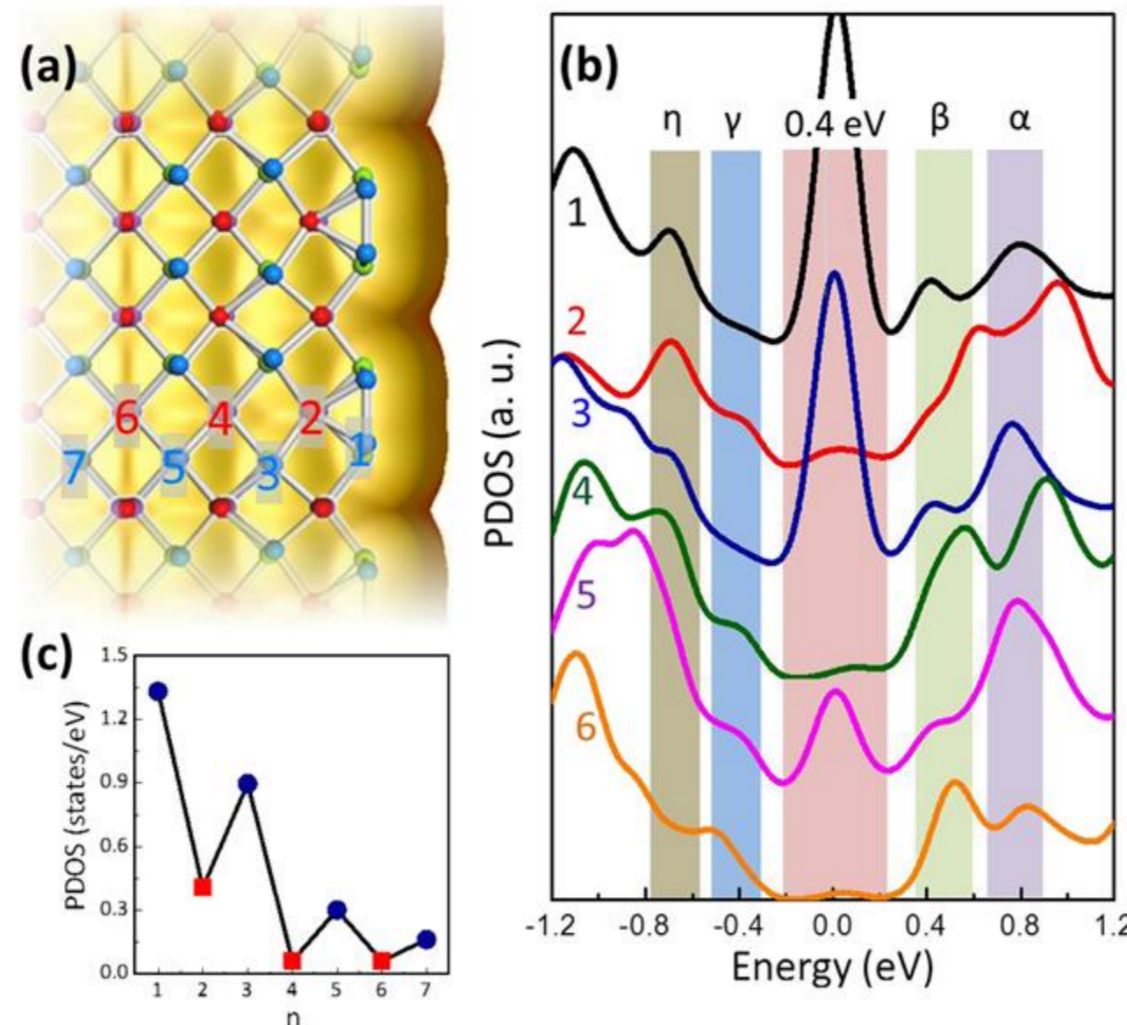 (a)
6 4 2
7 5 3 1
(b)
η γ 0.4 eV β α
1
2
3
4
5
6
PDOS (a. u.)
-1.2 -0.8 -0.4 0.0 0.4 0.8 1.2
Energy (eV)
(c)
1.5
1.2
0.9
0.6
0.3
0.0
PDOS (states/eV)
1 2 3 4 5 6 7
n